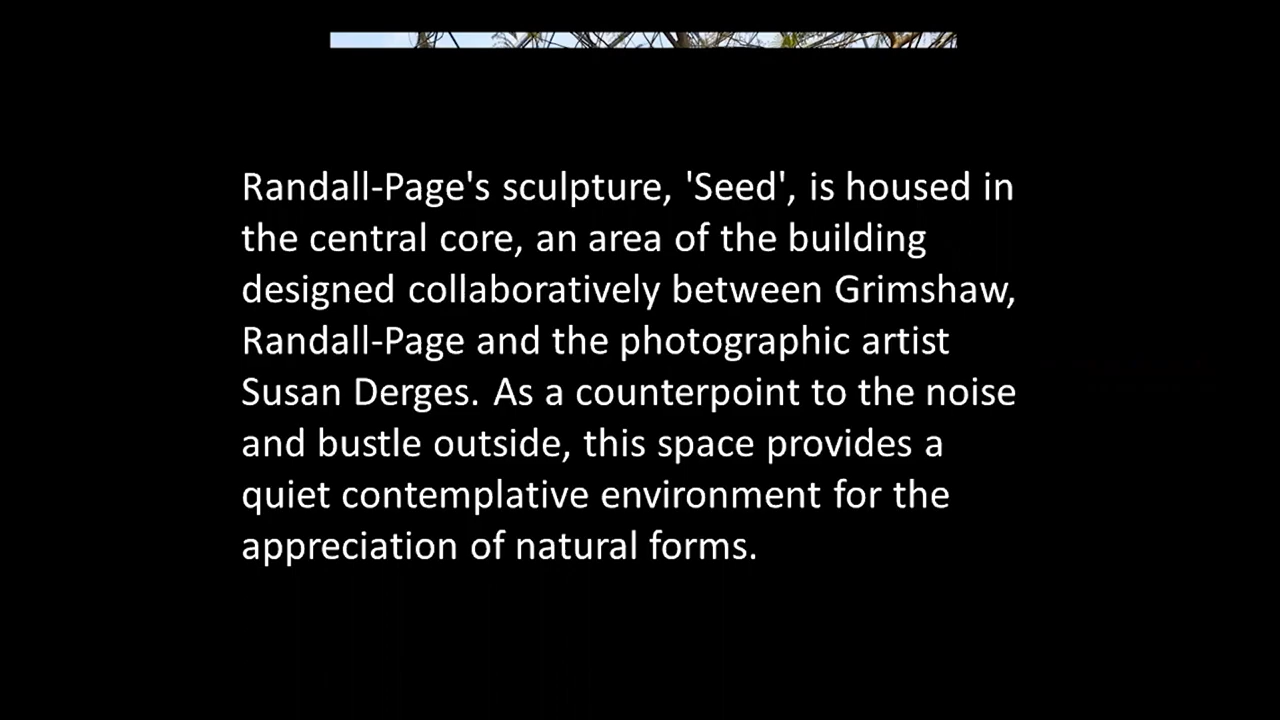 Randall-Page's sculpture, 'Seed', is housed in
the central core, an area of the building
designed collaboratively between Grimshaw,
Randall-Page and the photographic artist
Susan Derges. As a counterpoint to the noise
and bustle outside, this space provides a
quiet contemplative environment for the
appreciation of natural forms.